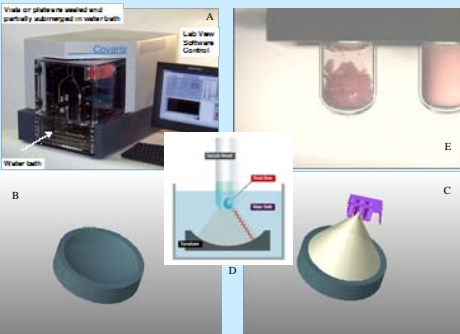 Vials or plate are sealed and
partially submerged in water bath
A
Lab View
Software
Control
Covaris
Water bath
E
B
C
D
Sample Vessel
Focal Zone
Water Bath
Transducer